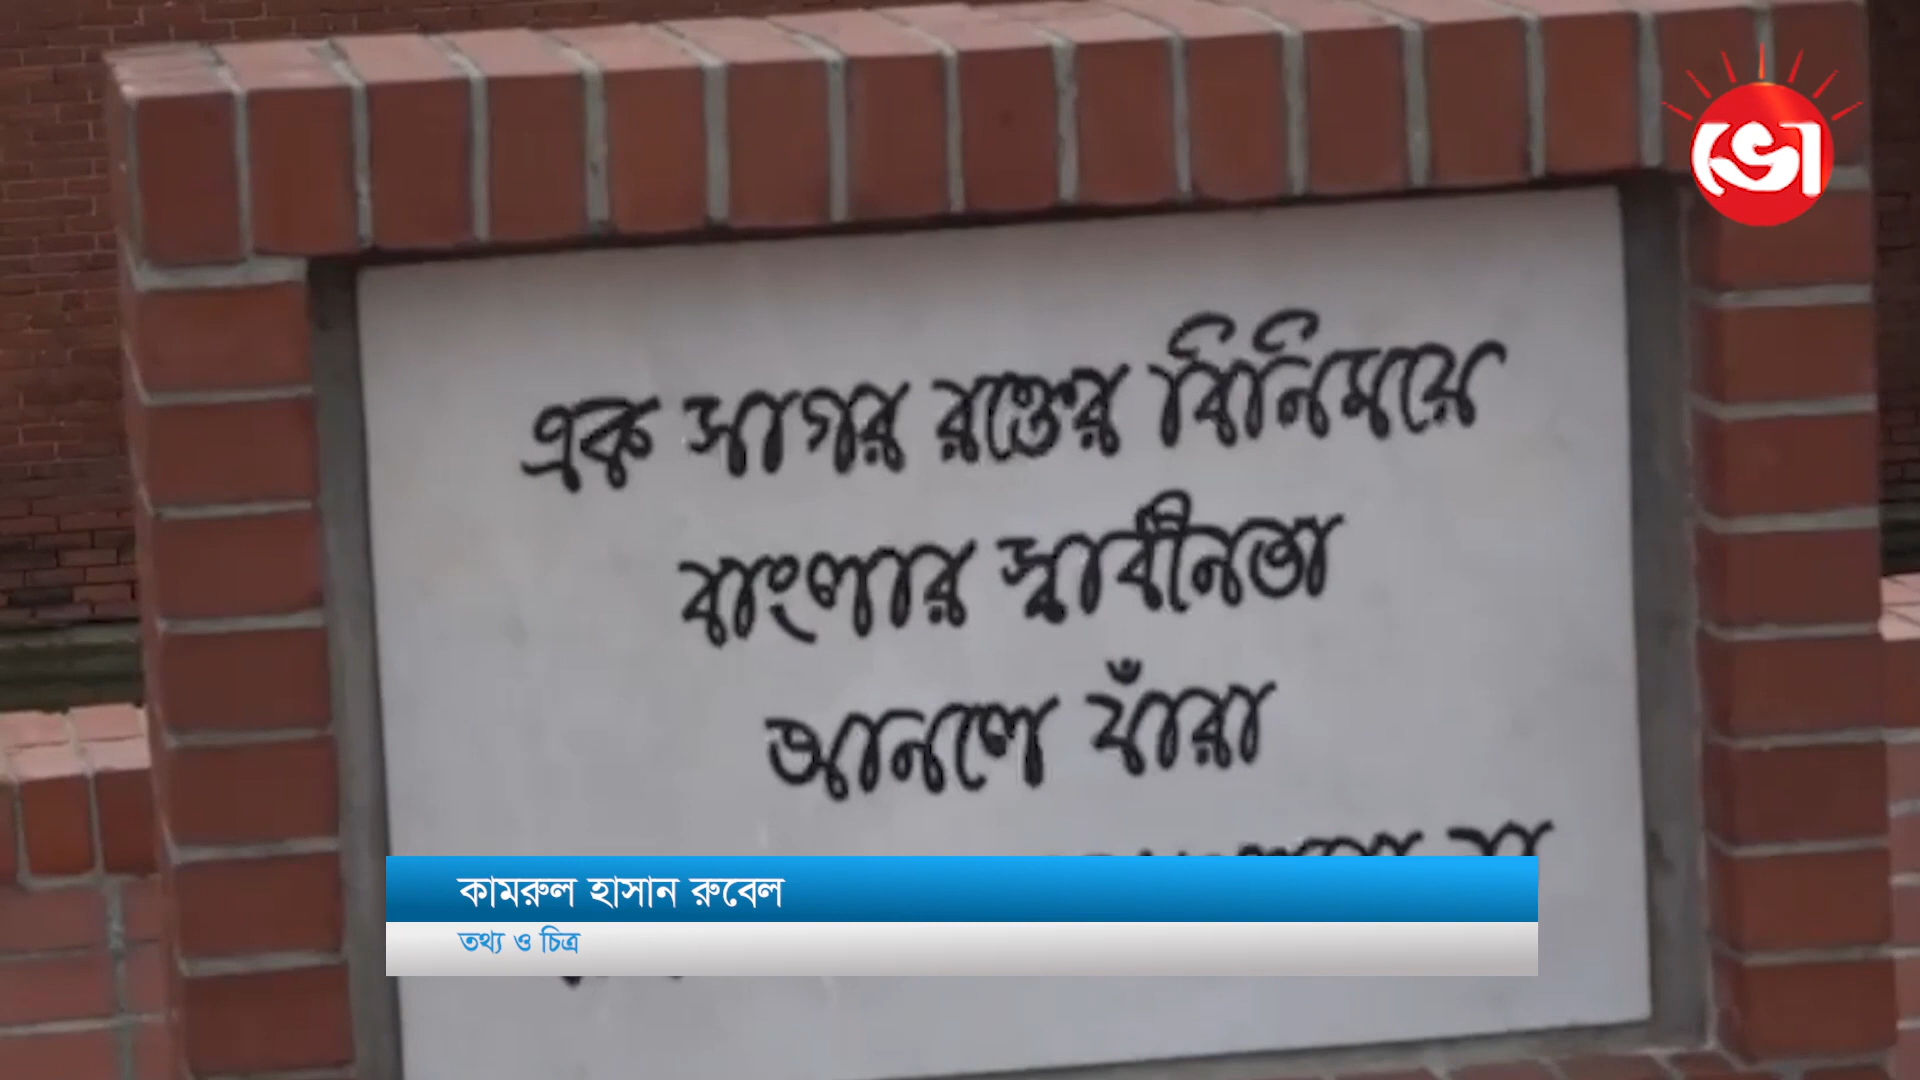 ভো
এক সাগর রক্তের বিনিময়ে
বাংলার স্বাধীনতা
আনলে যাঁরা
কামরুল হাসান রুবেল
তথ্য ও চিত্র